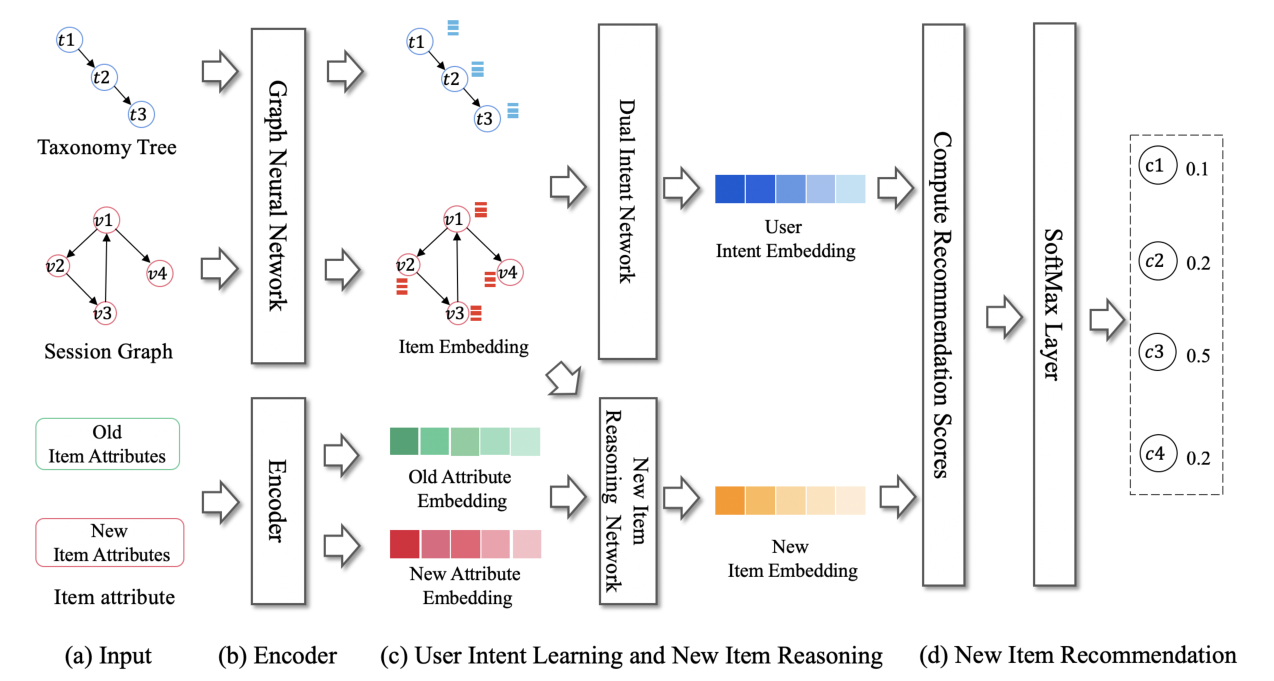 t1
t2
t3
Taxonomy Tree
v1
v2
v4
v3
Session Graph
Old
Item Attributes
New
Item Attributes
Item attribute
(a) Input
Graph Neural Network
Encoder
(b) Encoder
t1
t2
t3
v1
v2
v4
v3
Item Embedding
Old Attribute
Embedding
New Attribute
Embedding
Dual Intent Network
New Item
Reasoning Network
User
Intent Embedding
New
Item Embedding
(c) User Intent Learning and New Item Reasoning
Compute Recommendation Scores
SoftMax Layer
c1 0.1
c2 0.2
c3 0.5
c4 0.2
(d) New Item Recommendation